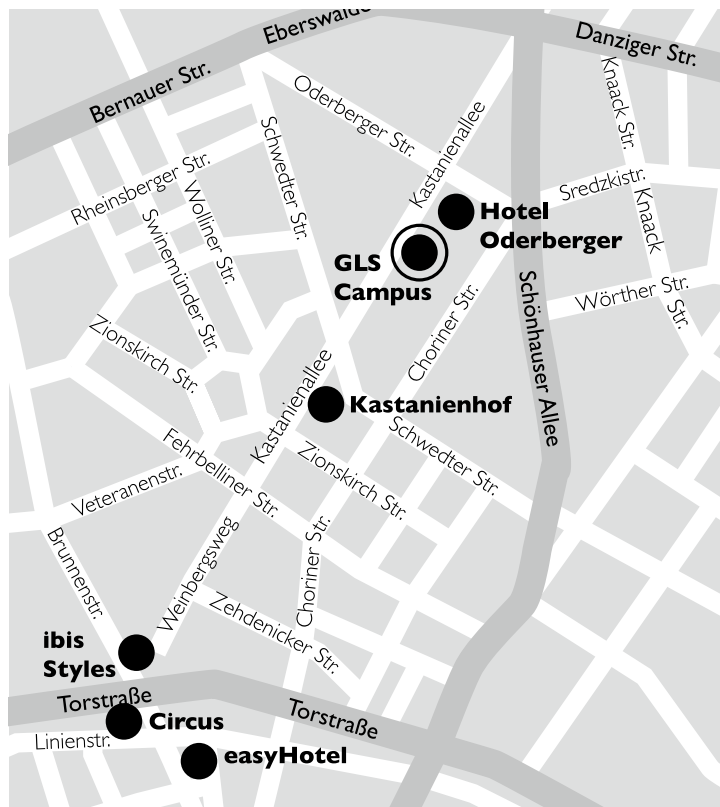 Eberswalde
Danziger Str.
Bernauer Str.
Knaack Str.
Oderberger Str.
Kastanienallee
Schwedter Str.
Rheinsberger Str.
Sredzkistr.
Wolliner Str.
Knaack
Str.
Swinemünder Str.
Hotel
Oderberger
GLS
Campus
Schönhauser Allee
Wörther Str.
Choriner Str.
Zionskirch Str.
Kastanienallee
Kastanienhof
Schwedter Str.
Fehrbelliner Str.
Zionskirch Str.
Veteranenstr.
Choriner Str.
Brunnenstr.
Weinbergsweg
Zehdenicker Str.
ibis
Styles
Torstraße
Circus
Torstraße
Linienstr.
easyHotel